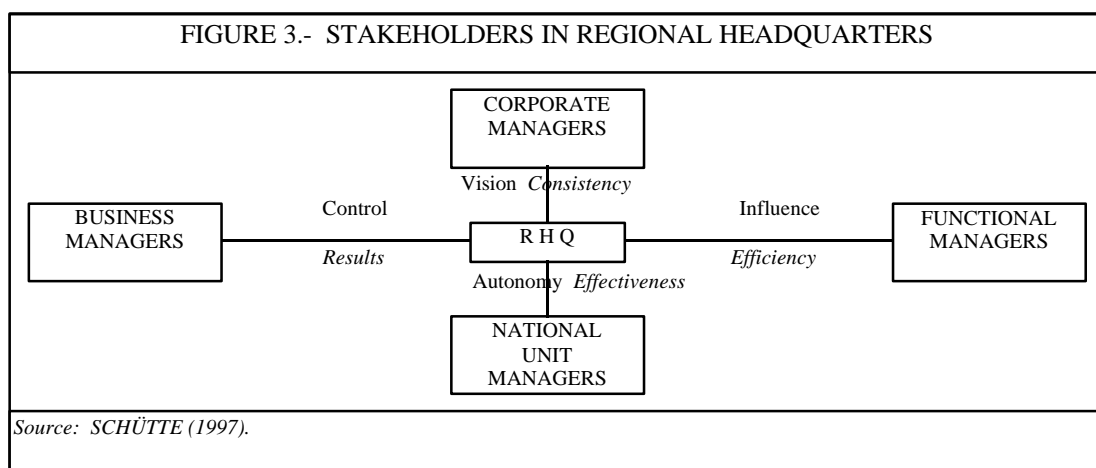 FIGURE 3.- STAKEHOLDERS IN REGIONAL HEADQUARTERS
CORPORATE
MANAGERS
Vision Consistency
BUSINESS
MANAGERS
Control
Results
R H Q
Influence
Efficiency
FUNCTIONAL
MANAGERS
Autonomy Effectiveness
NATIONAL
UNIT
MANAGERS
Source: SCHÜTTE (1997).